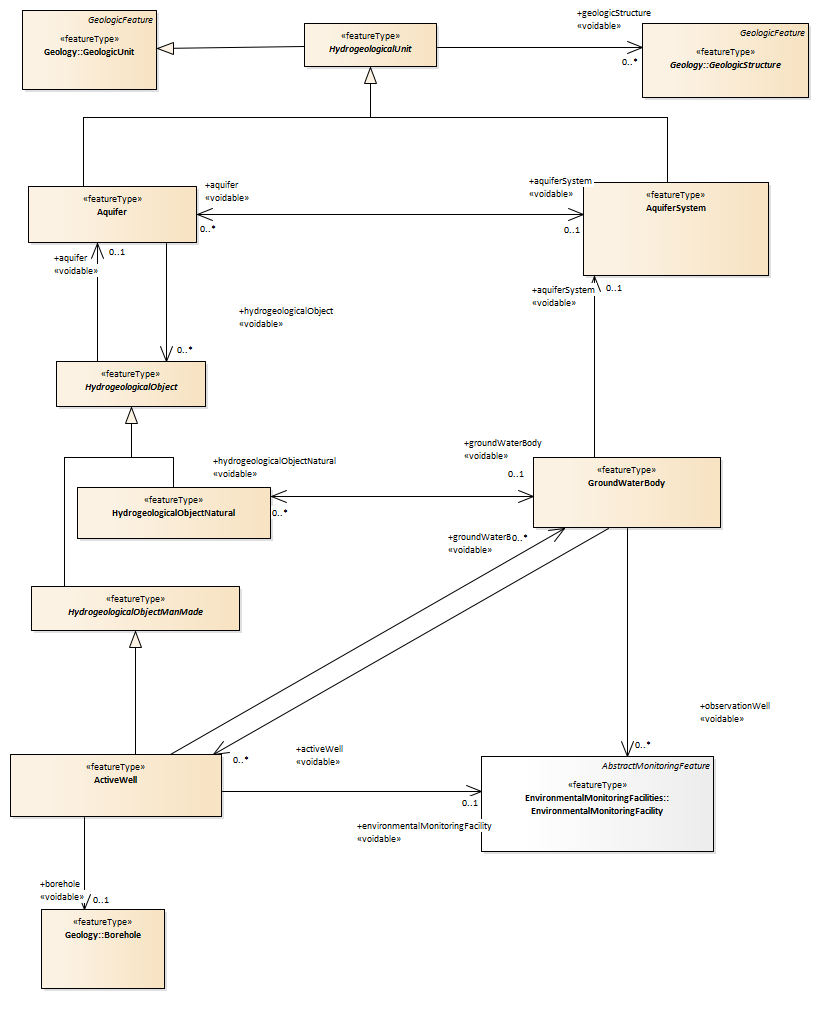 GeologicFeature
«featureType»
Geology::GeologicUnit
«featureType»
HydrogeologicalUnit
+geologicStructure
«voidable»
0..*
GeologicFeature
«featureType»
Geology::GeologicStructure
«featureType»
Aquifer
+aquifer
«voidable»
0..*
+aquiferSystem
«voidable»
0..1
«featureType»
AquiferSystem
+aquifer
«voidable»
0..1
+hydrogeologicalObject
«voidable»
0..*
+aquiferSystem
«voidable»
0..1
«featureType»
HydrogeologicalObject
+hydrogeologicalObjectNatural
«voidable»
0..*
+groundWaterBody
«voidable»
0..1
«featureType»
GroundWaterBody
«featureType»
HydrogeologicalObjectNatural
+groundWaterB
0..*
«voidable»
«featureType»
HydrogeologicalObjectManMade
+observationWell
«voidable»
0..*
+activeWell
«voidable»
0..*
«featureType»
ActiveWell
0..1
+environmentalMonitoringFacility
«voidable»
AbstractMonitoringFeature
«featureType»
EnvironmentalMonitoringFacilities::
EnvironmentalMonitoringFacility
+borehole
«voidable»
0..1
«featureType»
Geology::Borehole